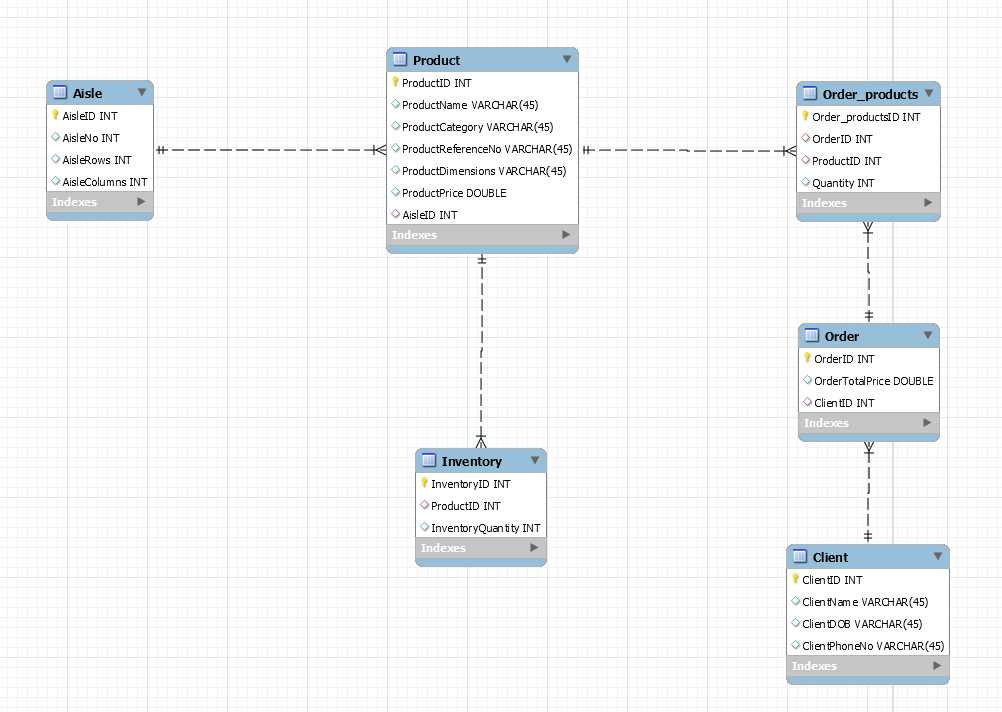 Aisle
AisleID INT
AisleNo INT
AisleRows INT
AisleColumns INT
Indexes
Product
ProductID INT
ProductName VARCHAR(45)
ProductCategory VARCHAR(45)
ProductReferenceNo VARCHAR(45)
ProductDimensions VARCHAR(45)
ProductPrice DOUBLE
AisleID INT
Indexes
Order_products
Order_productsID INT
OrderID INT
ProductID INT
Quantity INT
Indexes
Order
OrderID INT
OrderTotalPrice DOUBLE
ClientID INT
Indexes
Inventory
InventoryID INT
ProductID INT
InventoryQuantity INT
Indexes
Client
ClientID INT
ClientName VARCHAR(45)
ClientDOB VARCHAR(45)
ClientPhoneNo VARCHAR(45)
Indexes